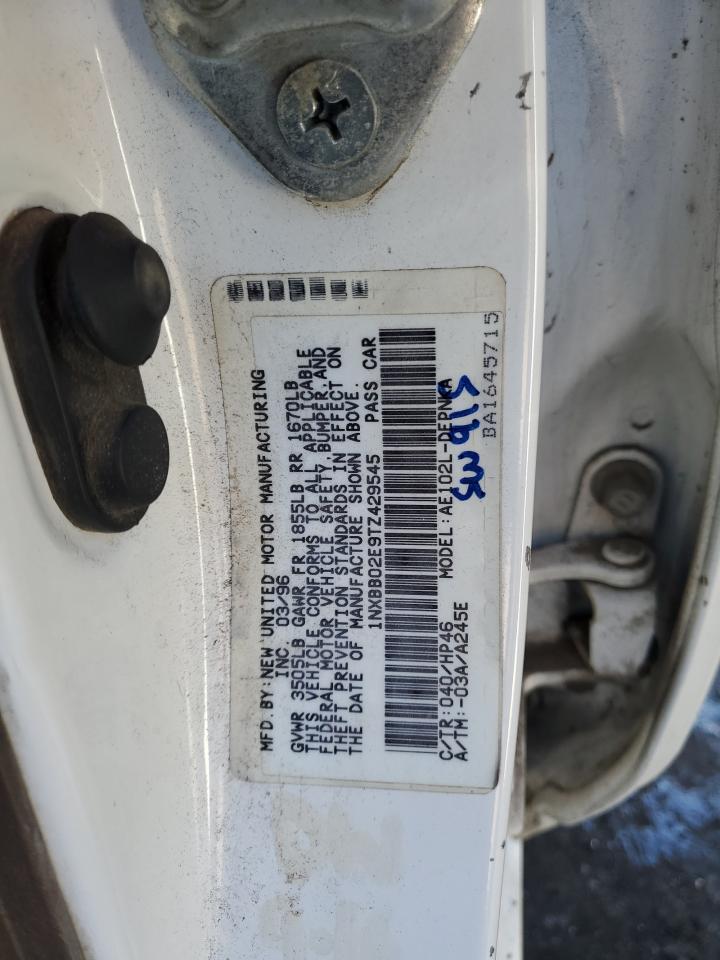 MFD.BY:NEW UNITED MOTOR MANUFACTURING
INC. 03/96
GVWR 3505LB GAWR FR 1855LB RR 1670LB
THIS VEHICLE CONFORMS TO ALL APPLICABLE
FEDERAL MOTOR VEHICLE SAFETY,BUMPER,AND
THEFT PREVENTION STANDARDS IN EFFECT ON
THE DATE OF MANUFACTURE SHOWN ABOVE.
1NXBB02E9TZ429545 PASS CAR
C/TR:040/HP46 MODEL:AE102L-DEPNKA
A/TM:-03A/A245E
BA1645715